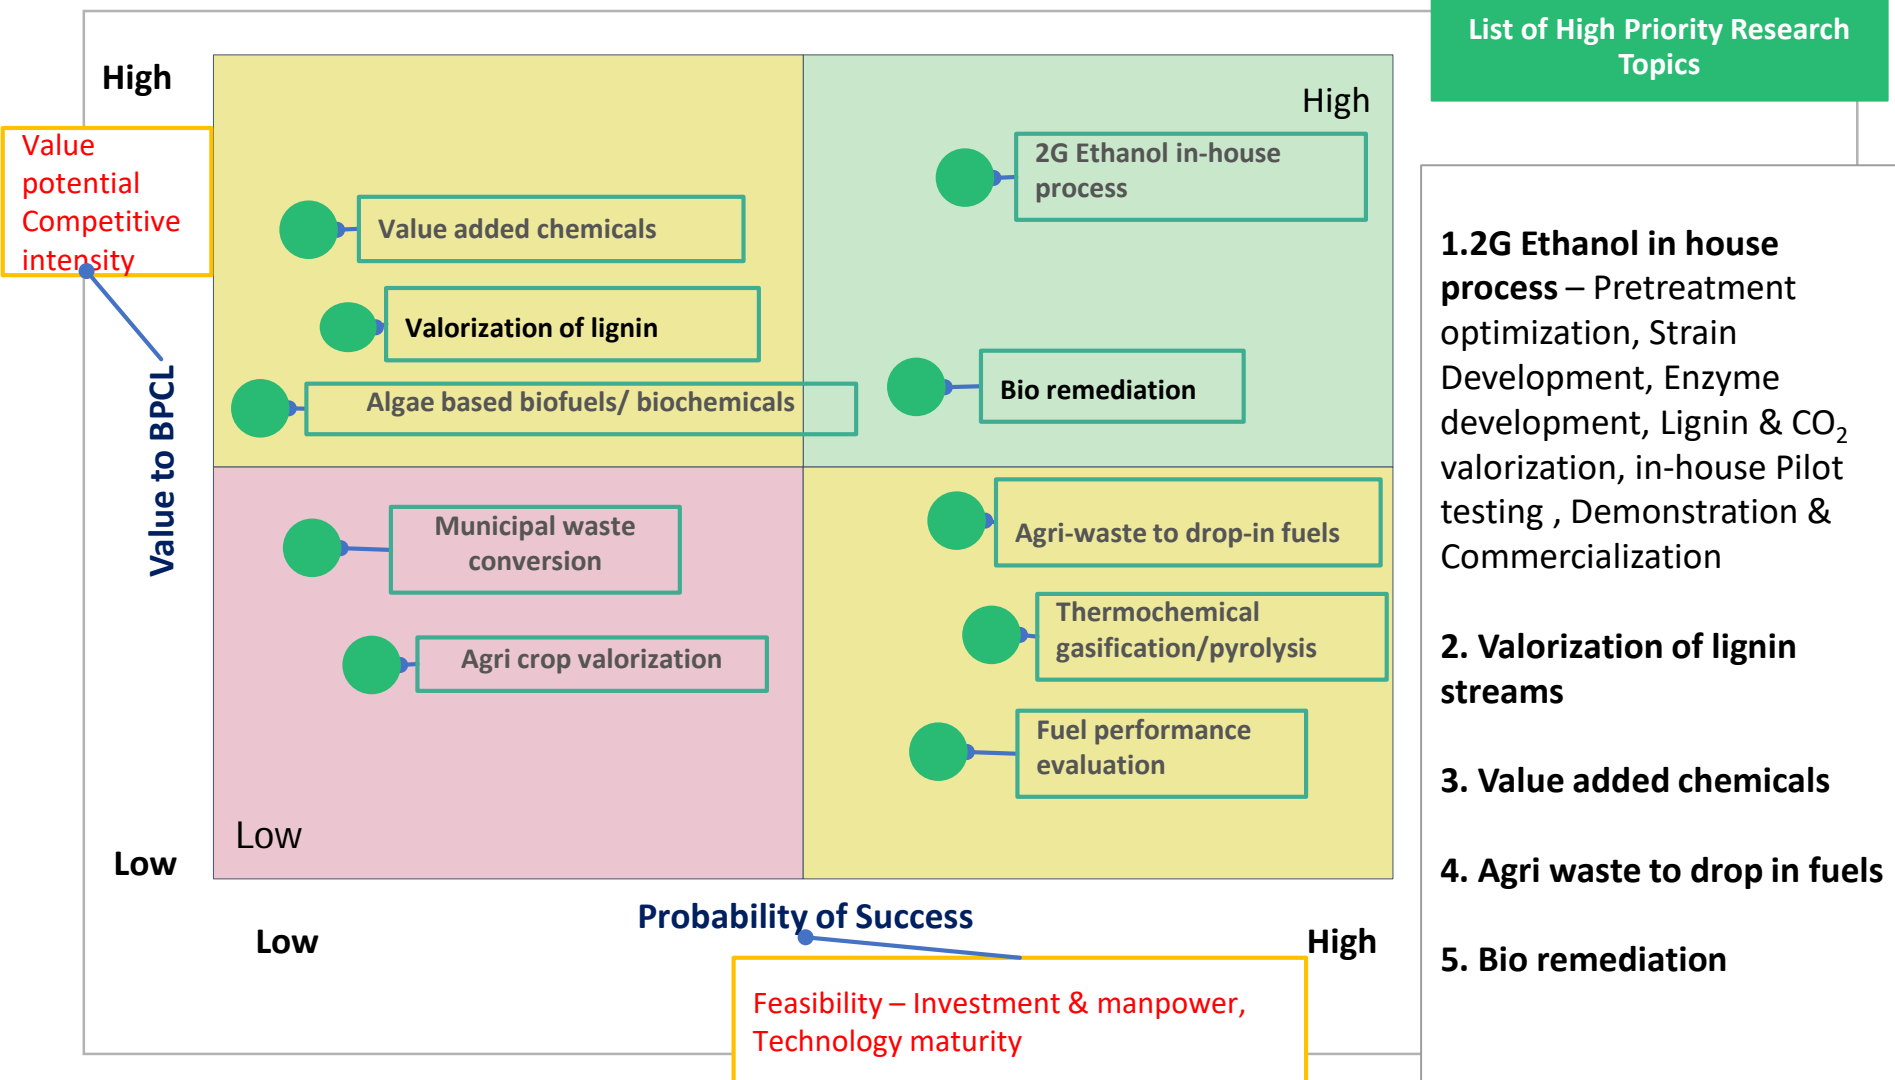 List of High Priority Research
Topics
High
High
Value
potential
Competitive
intensity
2G Ethanol in-house
process
Value added chemicals
Valorization of lignin
Algae based biofuels/ biochemicals
Bio remediation
Value to BPCL
Municipal waste
conversion
Agri crop valorization
Agri-waste to drop-in fuels
Thermochemical
gasification/pyrolysis
Fuel performance
evaluation
Low
Low
Low
Probability of Success
High
Feasibility – Investment & manpower,
Technology maturity
1.2G Ethanol in house
process – Pretreatment
optimization, Strain
Development, Enzyme
development, Lignin & CO₂
valorization, in-house Pilot
testing , Demonstration &
Commercialization
2. Valorization of lignin
streams
3. Value added chemicals
4. Agri waste to drop in fuels
5. Bio remediation